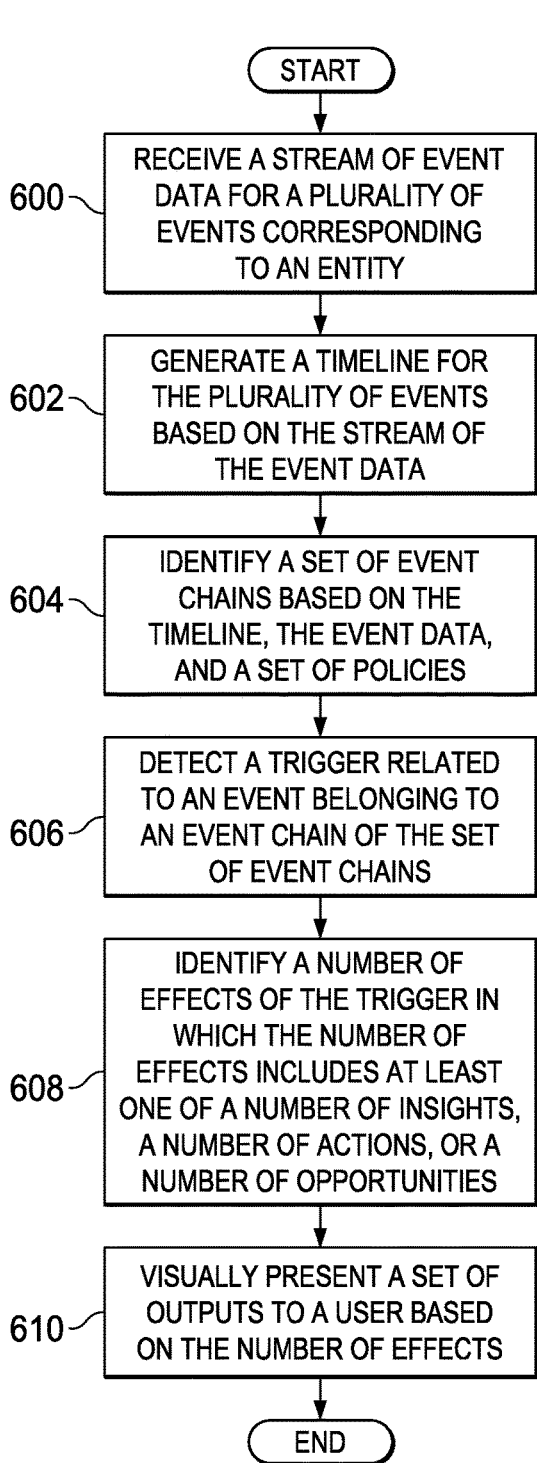 START
600
RECEIVE A STREAM OF EVENT
DATA FOR A PLURALITY OF
EVENTS CORRESPONDING
TO AN ENTITY
602
GENERATE A TIMELINE FOR
THE PLURALITY OF EVENTS
BASED ON THE STREAM OF
THE EVENT DATA
604
IDENTIFY A SET OF EVENT
CHAINS BASED ON THE
TIMELINE, THE EVENT DATA,
AND A SET OF POLICIES
606
DETECT A TRIGGER RELATED
TO AN EVENT BELONGING TO
AN EVENT CHAIN OF THE SET
OF EVENT CHAINS
608
IDENTIFY A NUMBER OF
EFFECTS OF THE TRIGGER IN
WHICH THE NUMBER OF
EFFECTS INCLUDES AT LEAST
ONE OF A NUMBER OF INSIGHTS,
A NUMBER OF ACTIONS, OR A
NUMBER OF OPPORTUNITIES
610
VISUALLY PRESENT A SET OF
OUTPUTS TO A USER BASED
ON THE NUMBER OF EFFECTS
END